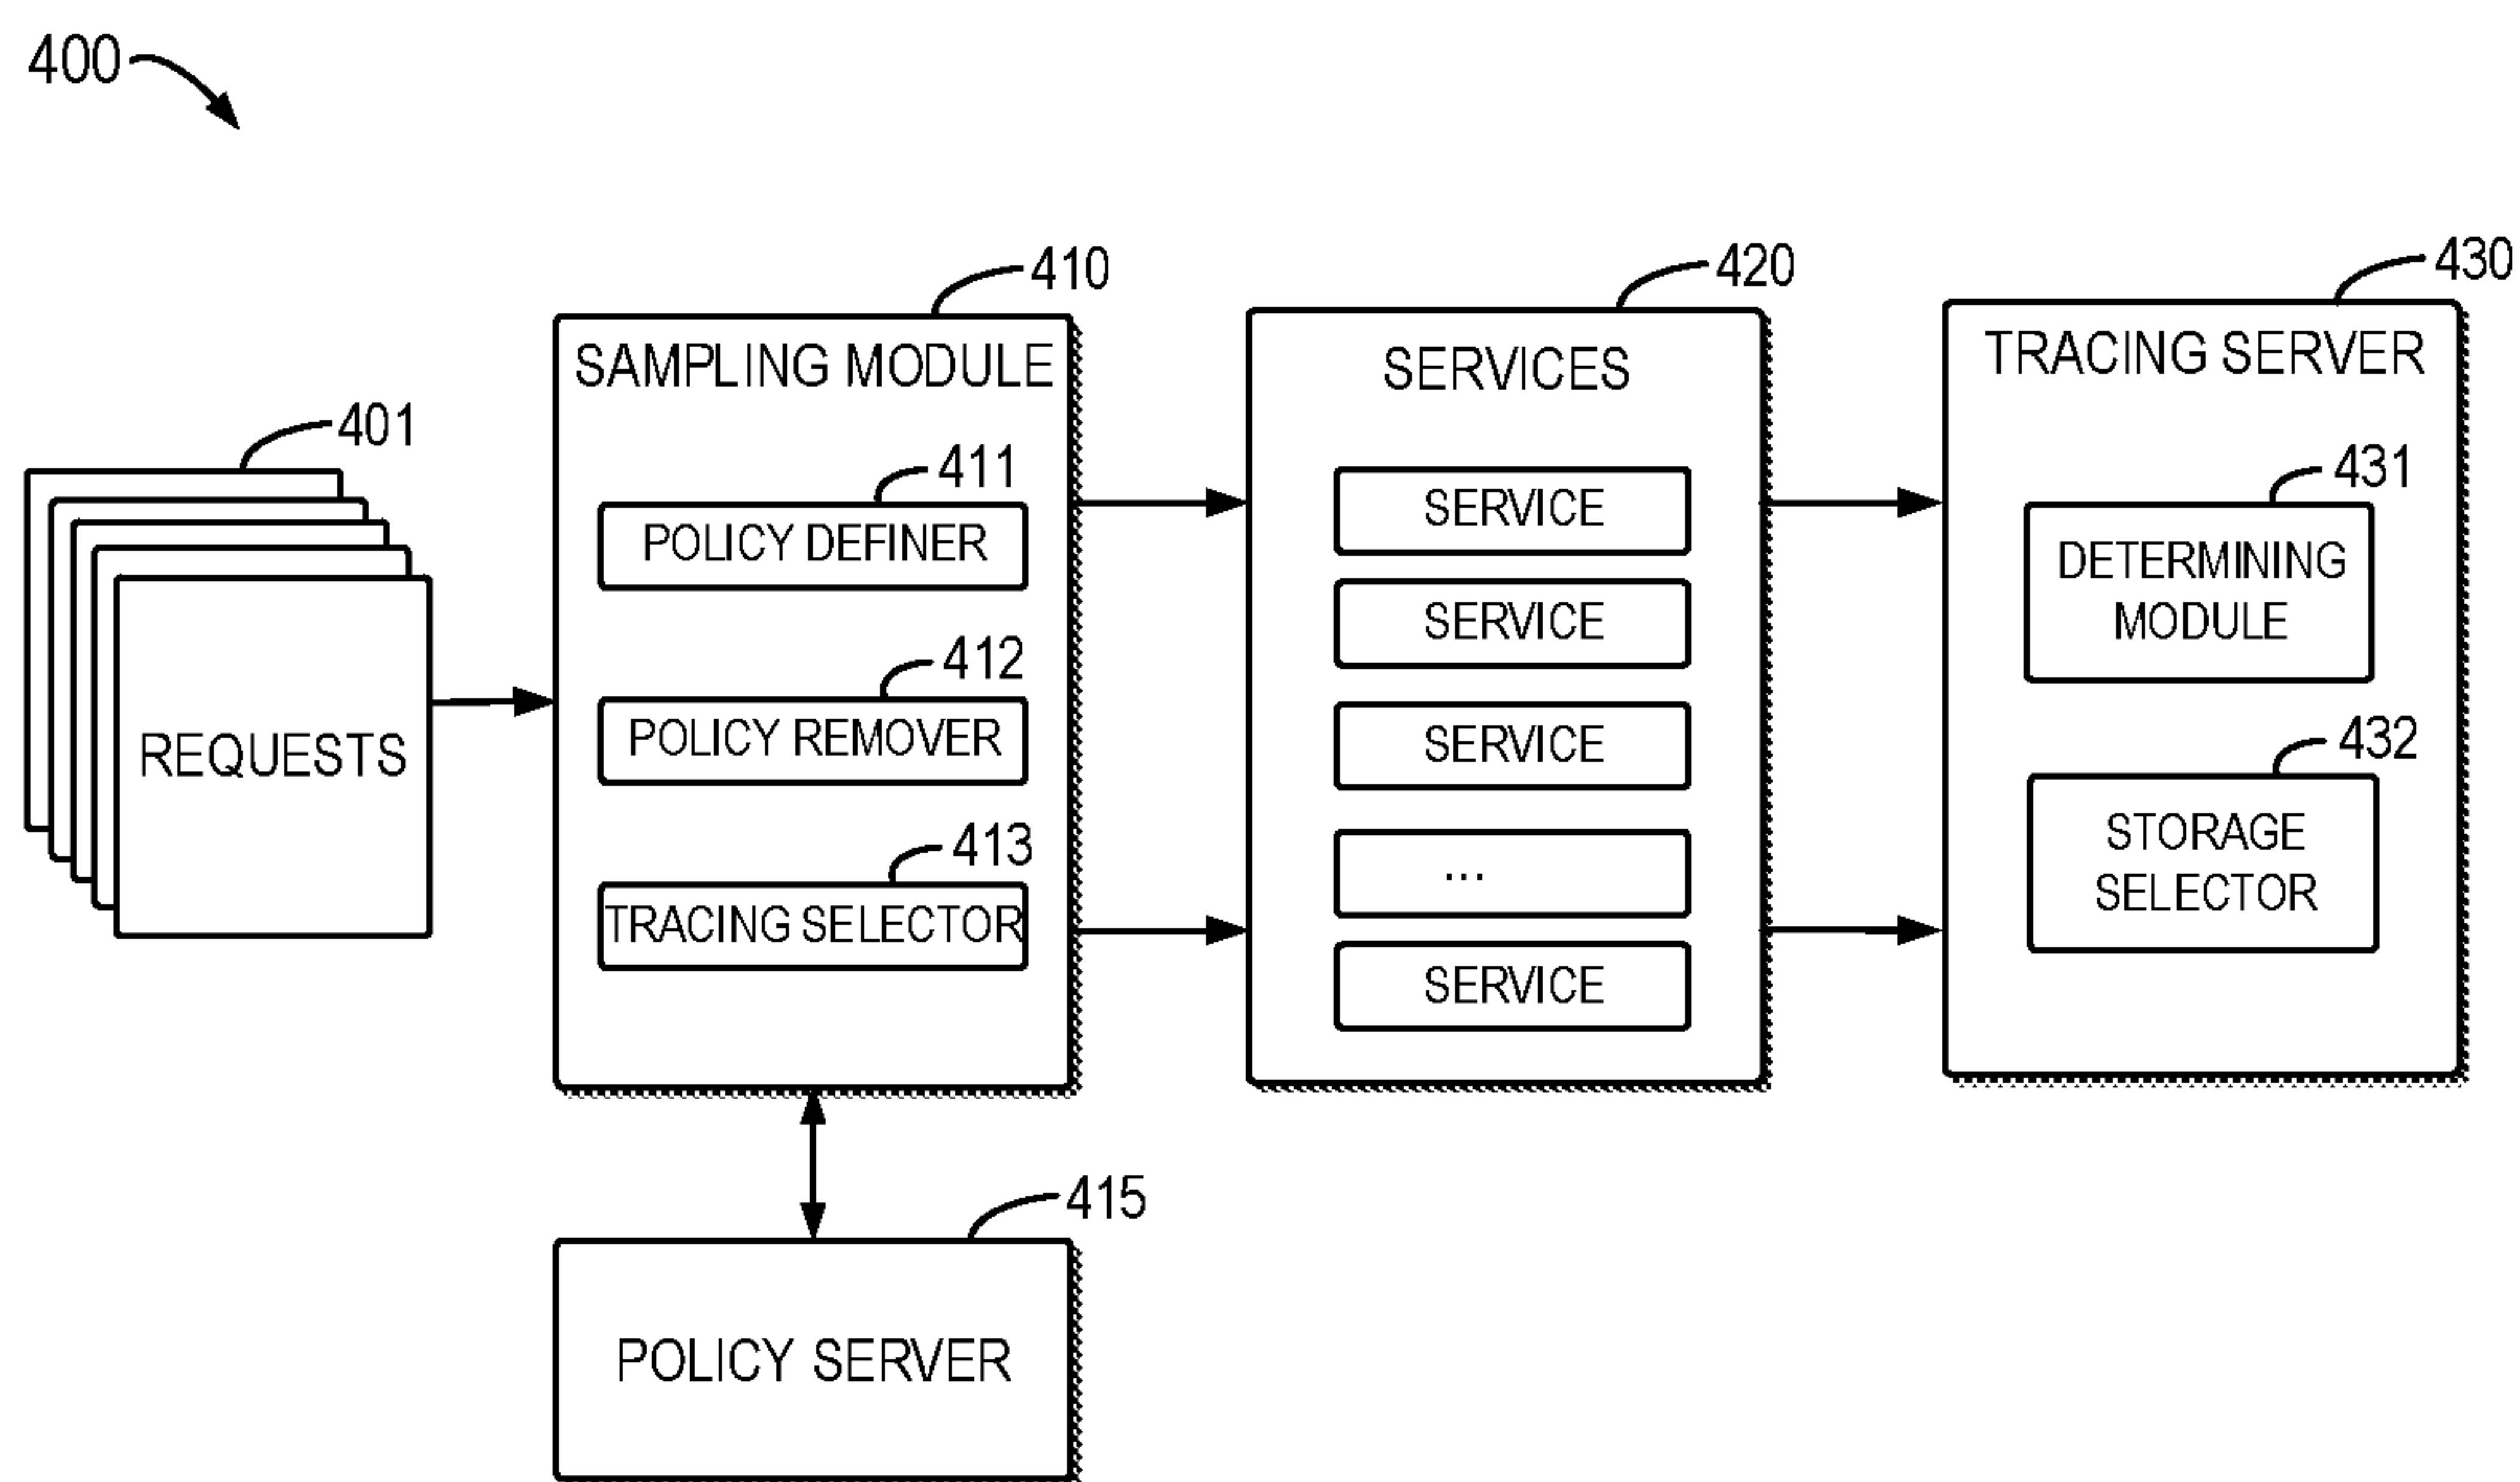 400
401
REQUESTS
410
SAMPLING MODULE
411
POLICY DEFINER
412
POLICY REMOVER
413
TRACING SELECTOR
415
POLICY SERVER
420
SERVICES
SERVICE
SERVICE
SERVICE
...
SERVICE
430
TRACING SERVER
431
DETERMINING
MODULE
432
STORAGE
SELECTOR